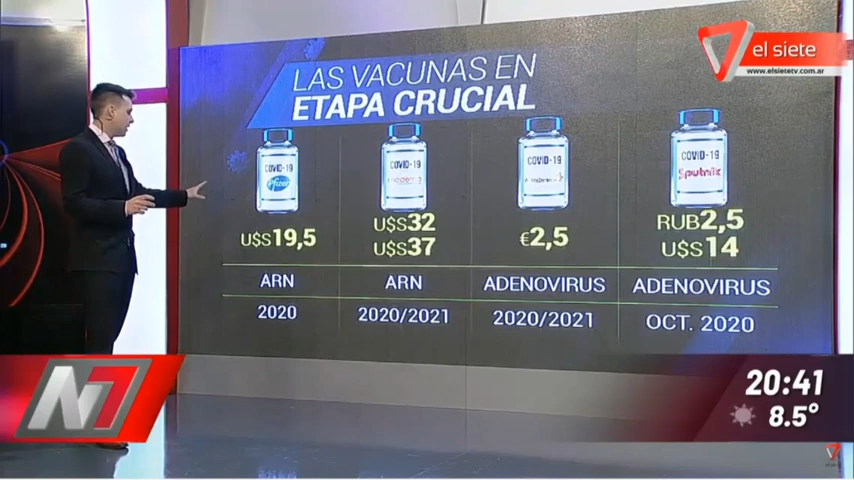 el siete
www.elsietetv.com.ar
LAS VACUNAS EN
ETAPA CRUCIAL
COVID-19
Pfizer
COVID-19
moderna
COVID-19
COVID-19
Sputnik
U$S19,5
U$S32
U$S37
€2,5
RUB2,5
U$S14
ARN
ARN
ADENOVIRUS
ADENOVIRUS
2020
2020/2021
2020/2021
OCT. 2020
N7
20:41
8.5°